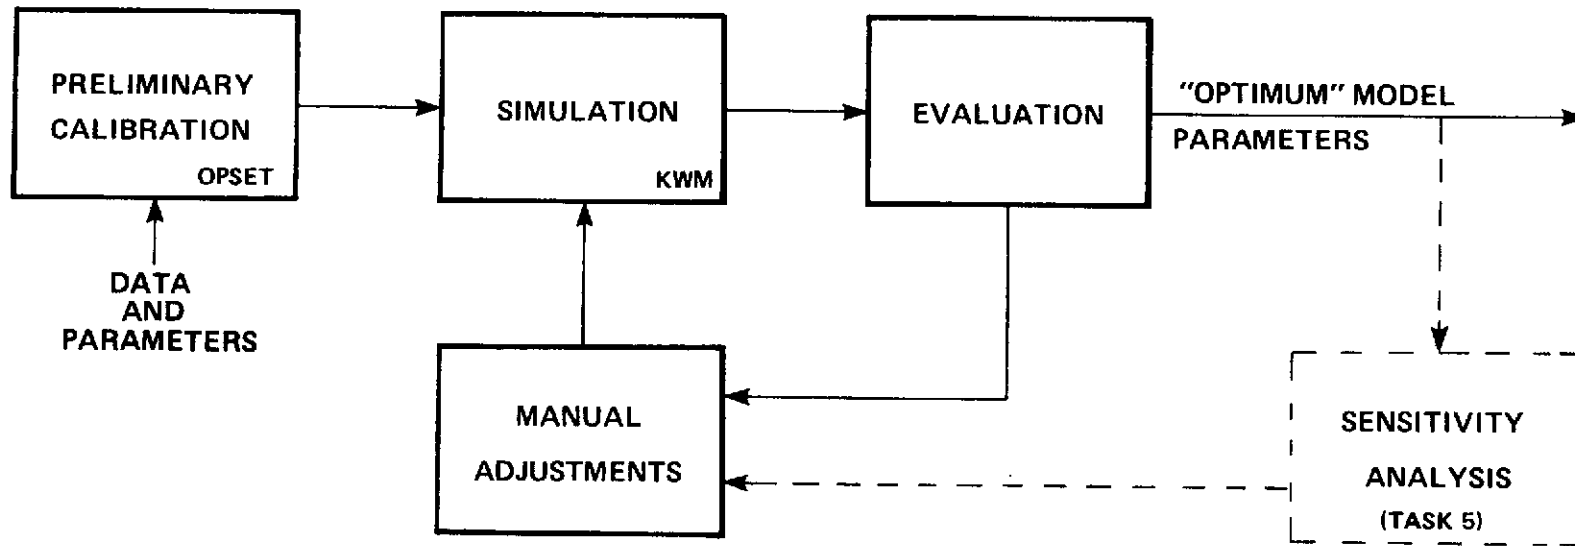 PRELIMINARY
CALIBRATION
OPSET
SIMULATION
KWM
EVALUATION
"OPTIMUM" MODEL
PARAMETERS
DATA
AND
PARAMETERS
MANUAL
ADJUSTMENTS
SENSITIVITY
ANALYSIS
(TASK 5)